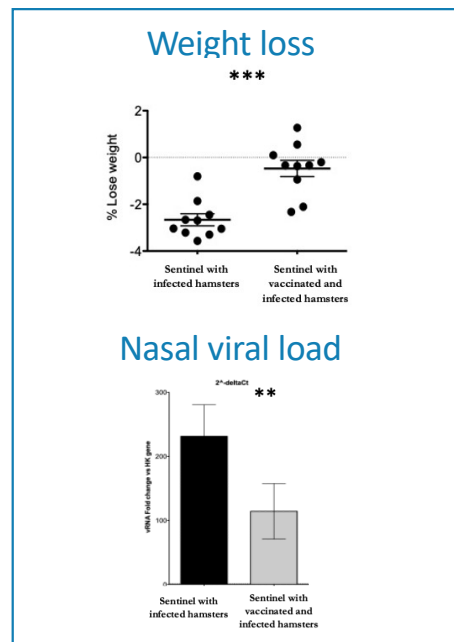 Weight loss
***
2
0
-2
-4
% Lose weight
Sentinel with
infected hamsters
Sentinel with
vaccinated and
infected hamsters
Nasal viral load
2^-deltaCt
**
300
200
100
0
vRNA Fold change vs HK gene
Sentinel with
infected hamsters
Sentinel with
vaccinated and
infected hamsters